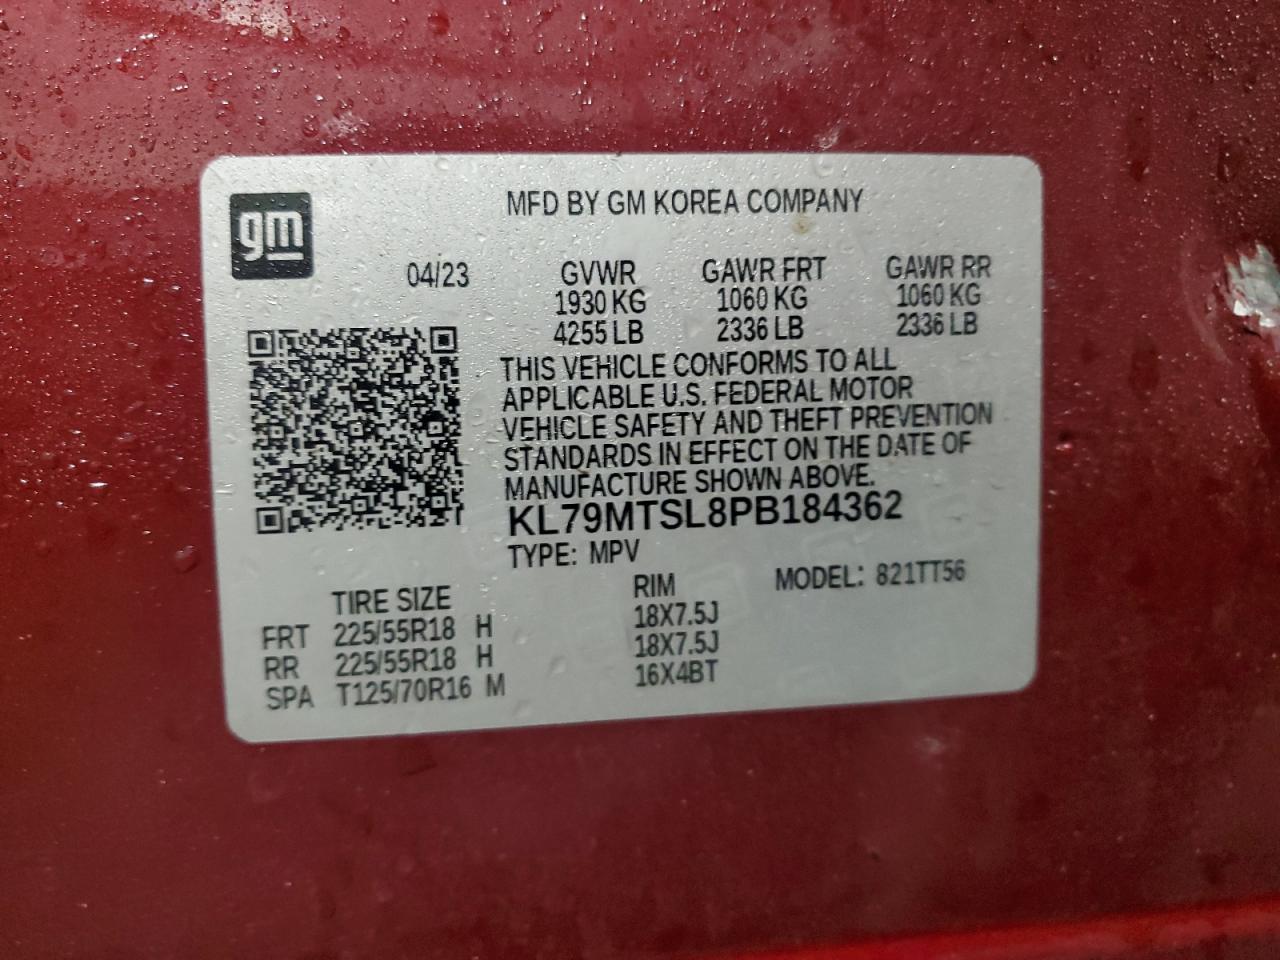 gm
MFD BY GM KOREA COMPANY
04/23 GVWR GAWR FRT GAWR RR
1930 KG 1060 KG 1060 KG
4255 LB 2336 LB 2336 LB
THIS VEHICLE CONFORMS TO ALL
APPLICABLE U.S. FEDERAL MOTOR
VEHICLE SAFETY AND THEFT PREVENTION
STANDARDS IN EFFECT ON THE DATE OF
MANUFACTURE SHOWN ABOVE.
KL79MTSL8PB184362
TYPE: MPV
MODEL: 821TT56
TIRE SIZE RIM
FRT 225/55R18 H 18X7.5J
RR 225/55R18 H 18X7.5J
SPA T125/70R16 M 16X4BT